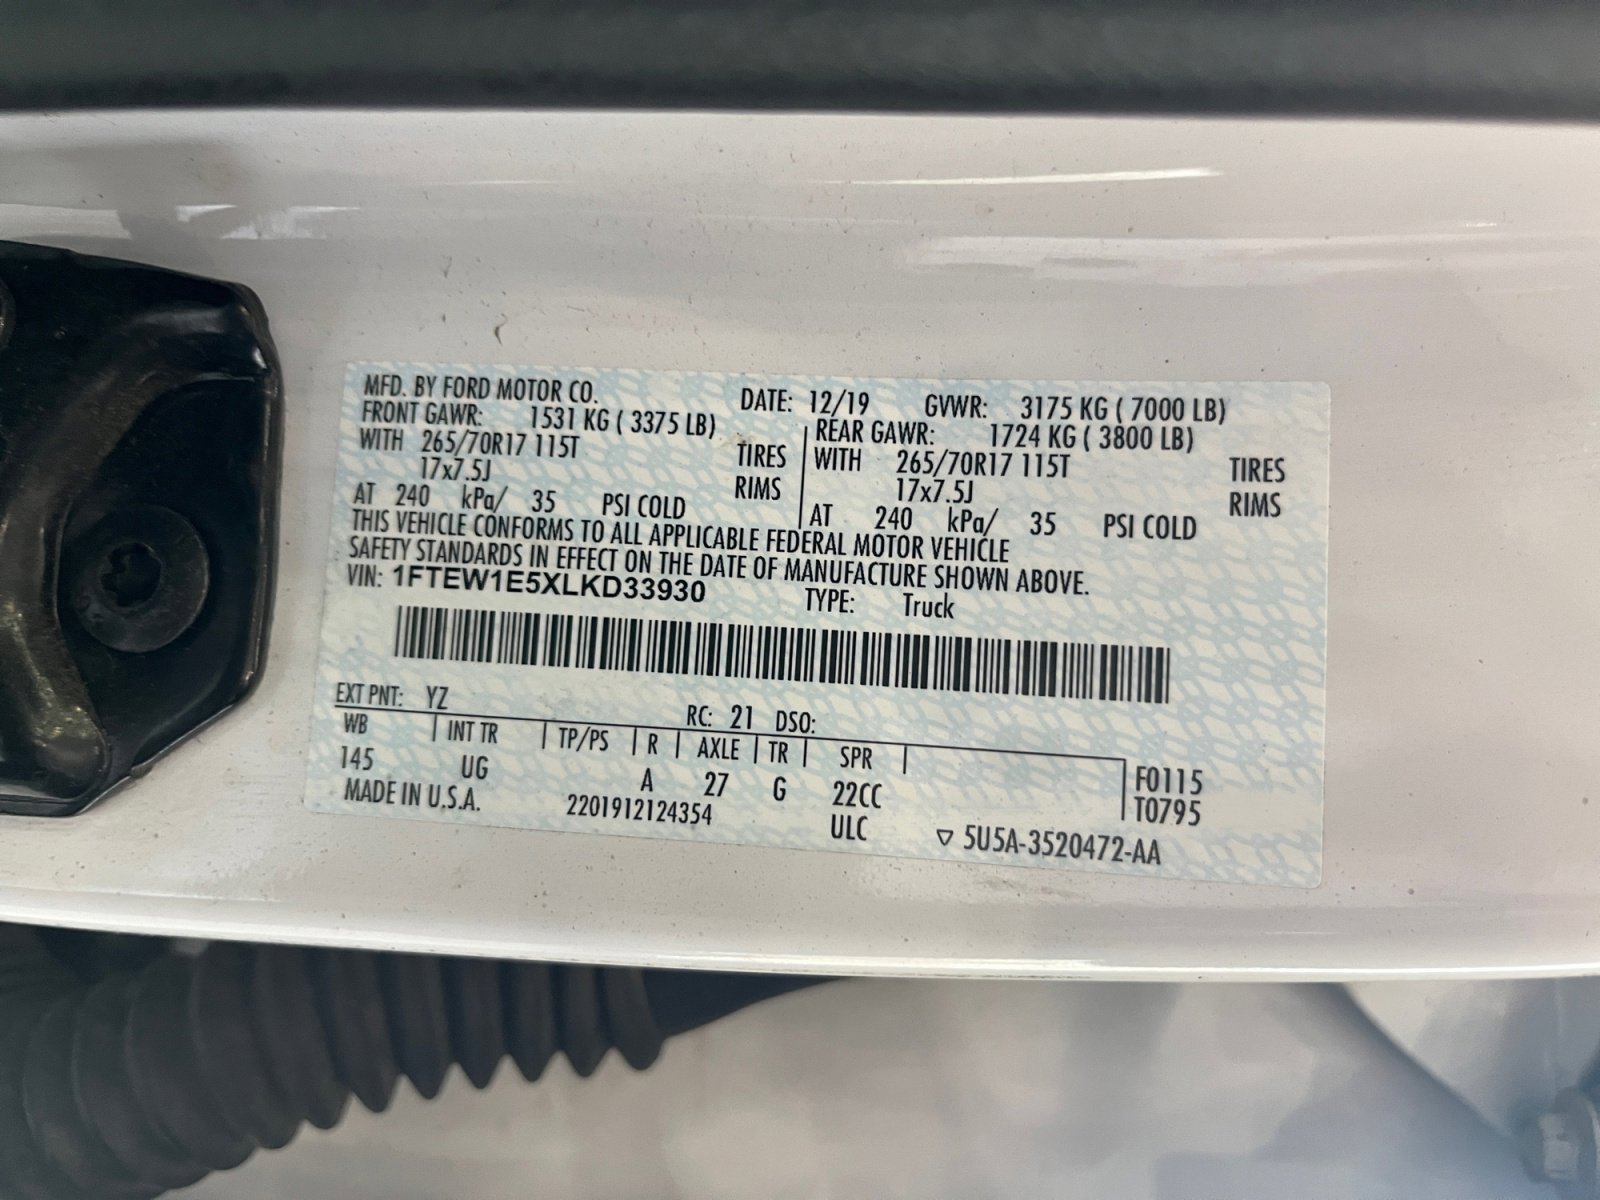 MFD. BY FORD MOTOR CO. DATE: 12/19 GVWR: 3175 KG ( 7000 LB)
FRONT GAWR: 1531 KG ( 3375 LB) REAR GAWR: 1724 KG ( 3800 LB)
WITH 265/70R17 115T TIRES WITH 265/70R17 115T TIRES
17x7.5J RIMS 17x7.5J RIMS
AT 240 kPa/ 35 PSI COLD AT 240 kPa/ 35 PSI COLD
THIS VEHICLE CONFORMS TO ALL APPLICABLE FEDERAL MOTOR VEHICLE
SAFETY STANDARDS IN EFFECT ON THE DATE OF MANUFACTURE SHOWN ABOVE.
VIN: 1FTEW1E5XLKD33930 TYPE: Truck
EXT PNT: YZ RC: 21 DSO:
WB INT TR TP/PS R AXLE TR SPR
145 UG A 27 G 22CC F0115
MADE IN U.S.A. 2201912124354 ULC T0795
▽ 5U5A-3520472-AA